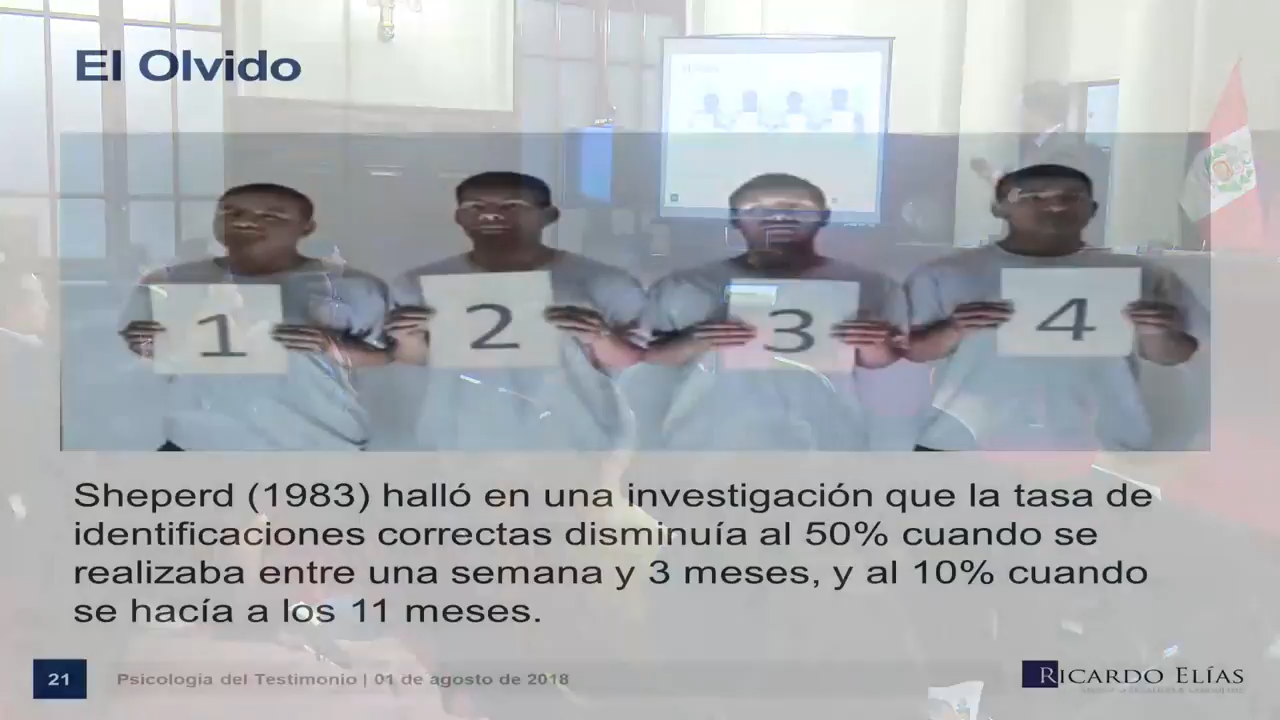 El Olvido
1
2
3
4
Sheperd (1983) halló en una investigación que la tasa de
identificaciones correctas disminuía al 50% cuando se
realizaba entre una semana y 3 meses, y al 10% cuando
se hacía a los 11 meses.
21
Psicologia del Testimonio | 01 de agosto de 2018
RICARDO ELÍAS